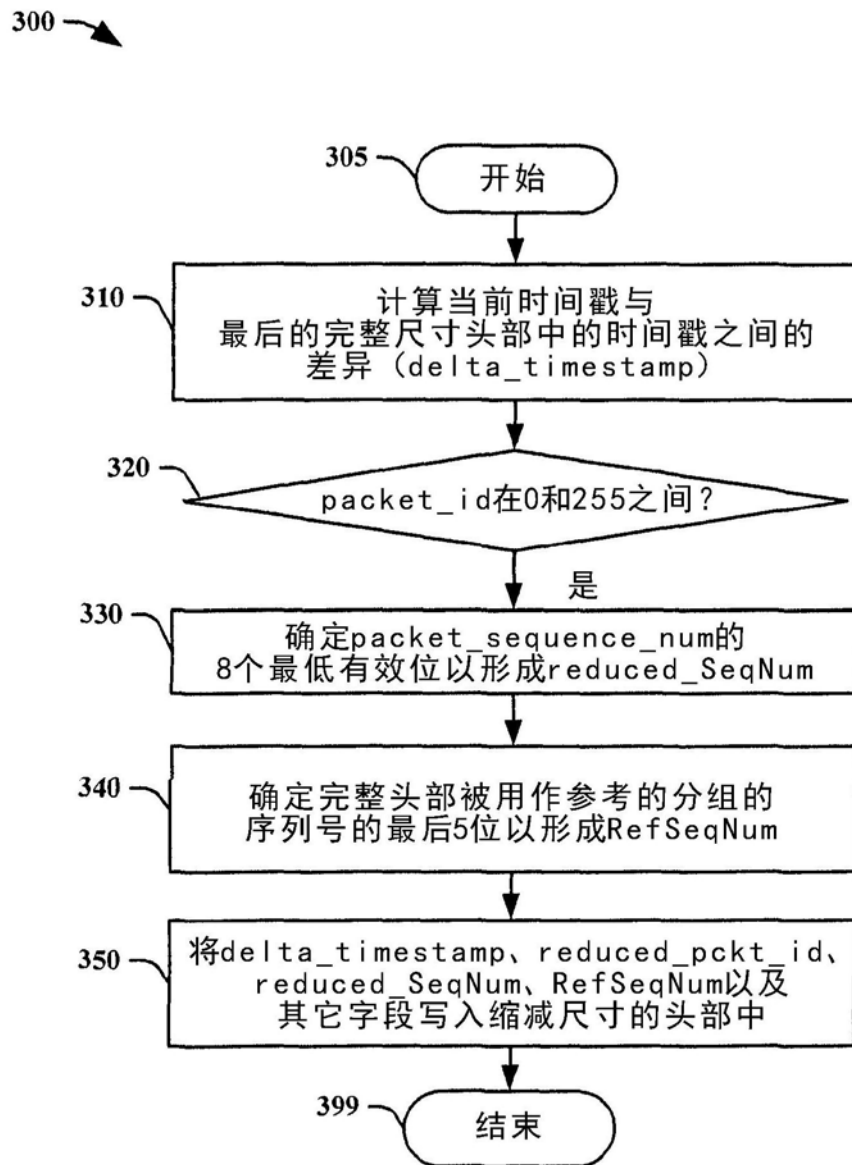 300
305
开始
310
计算当前时间戳与
最后的完整尺寸头部中的时间戳之间的
差异（delta_timestamp）
320
packet_id在0和255之间？
是
330
确定packet_sequence_num的
8个最低有效位以形成reduced_SeqNum
340
确定完整头部被用作参考的分组的
序列号的最后5位以形成RefSeqNum
350
将delta_timestamp、reduced_pckt_id、
reduced_SeqNum、RefSeqNum以及
其它字段写入缩减尺寸的头部中
399
结束